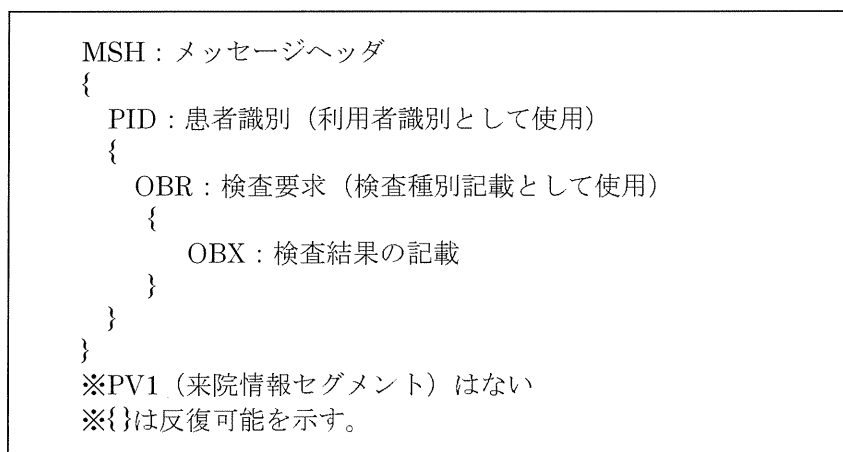 MSH：メッセージヘッダ
{
PID：患者識別（利用者識別として使用）
{
OBR：検査要求（検査種別記載として使用）
{
OBX：検査結果の記載
}
}
}
※PV1（来院情報セグメント）はない
※{}は反復可能を示す。